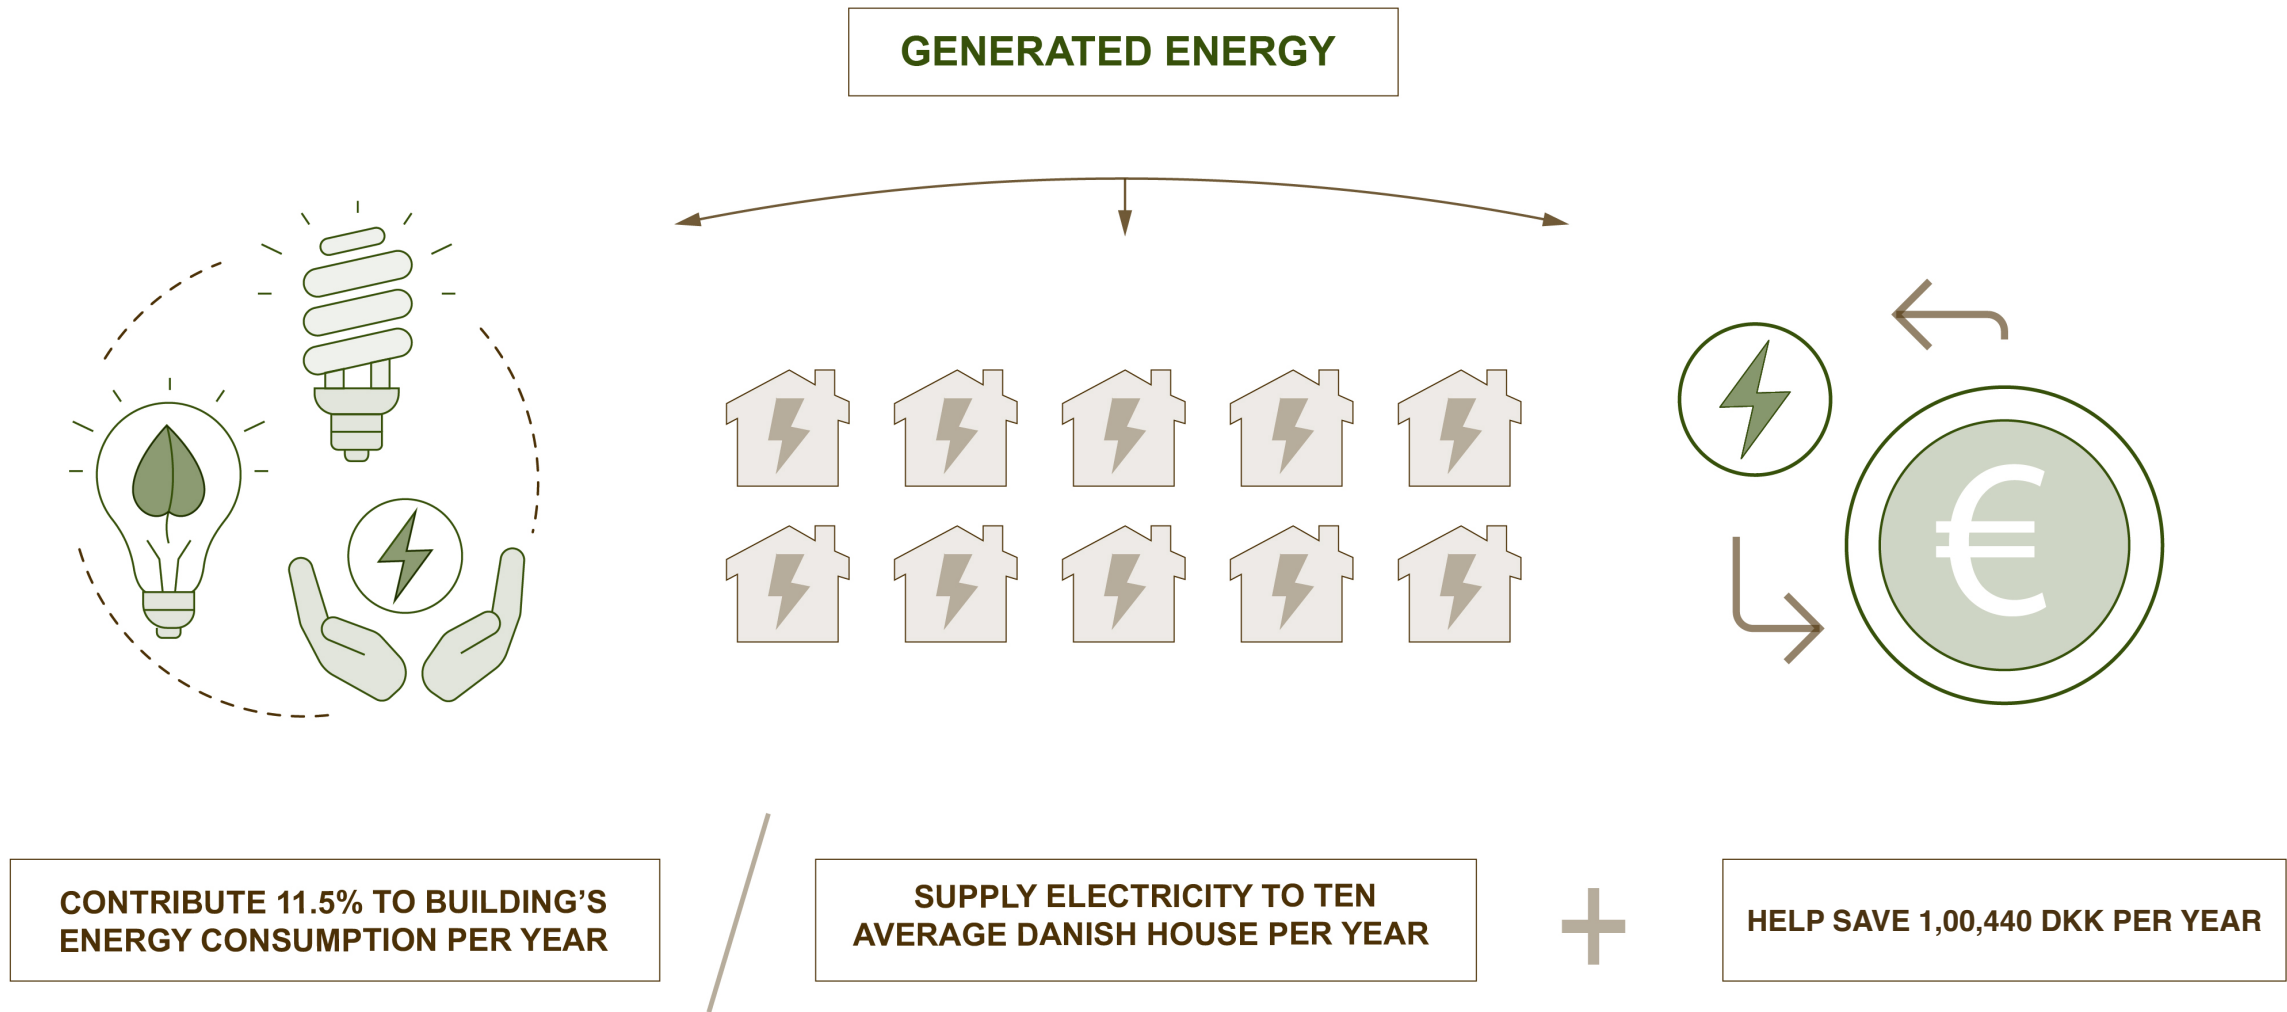 GENERATED ENERGY
€
CONTRIBUTE 11.5% TO BUILDING’S
ENERGY CONSUMPTION PER YEAR
SUPPLY ELECTRICITY TO TEN
AVERAGE DANISH HOUSE PER YEAR
+
HELP SAVE 1,00,440 DKK PER YEAR